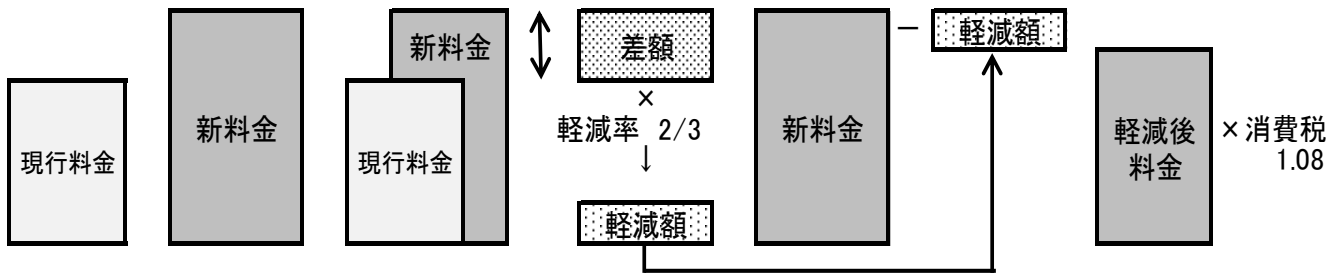 現行料金
新料金
新料金
現行料金
差額
×
軽減率 2/3
↓
軽減額
新料金
－
軽減額
軽減後
料金
×消費税
1.08